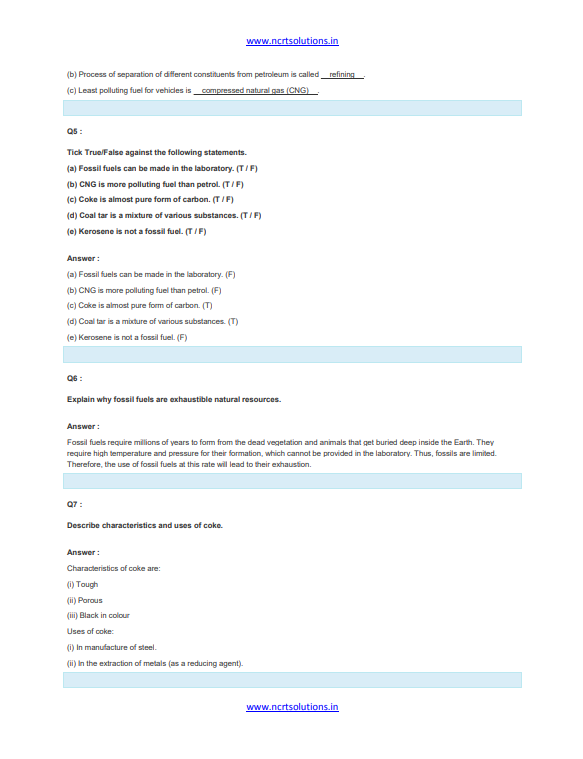 www.ncrtsolutions.in
(b) Process of separation of different constituents from petroleum is called __refining__.
(c) Least polluting fuel for vehicles is __compressed natural gas (CNG)__.
Q5 :
Tick True/False against the following statements.
(a) Fossil fuels can be made in the laboratory. (T / F)
(b) CNG is more polluting fuel than petrol. (T / F)
(c) Coke is almost pure form of carbon. (T / F)
(d) Coal tar is a mixture of various substances. (T / F)
(e) Kerosene is not a fossil fuel. (T / F)
Answer :
(a) Fossil fuels can be made in the laboratory. (F)
(b) CNG is more polluting fuel than petrol. (F)
(c) Coke is almost pure form of carbon. (T)
(d) Coal tar is a mixture of various substances. (T)
(e) Kerosene is not a fossil fuel. (F)
Q6 :
Explain why fossil fuels are exhaustible natural resources.
Answer :
Fossil fuels require millions of years to form from the dead vegetation and animals that get buried deep inside the Earth. They
require high temperature and pressure for their formation, which cannot be provided in the laboratory. Thus, fossils are limited.
Therefore, the use of fossil fuels at this rate will lead to their exhaustion.
Q7 :
Describe characteristics and uses of coke.
Answer :
Characteristics of coke are:
(i) Tough
(ii) Porous
(iii) Black in colour
Uses of coke:
(i) In manufacture of steel.
(ii) In the extraction of metals (as a reducing agent).
www.ncrtsolutions.in